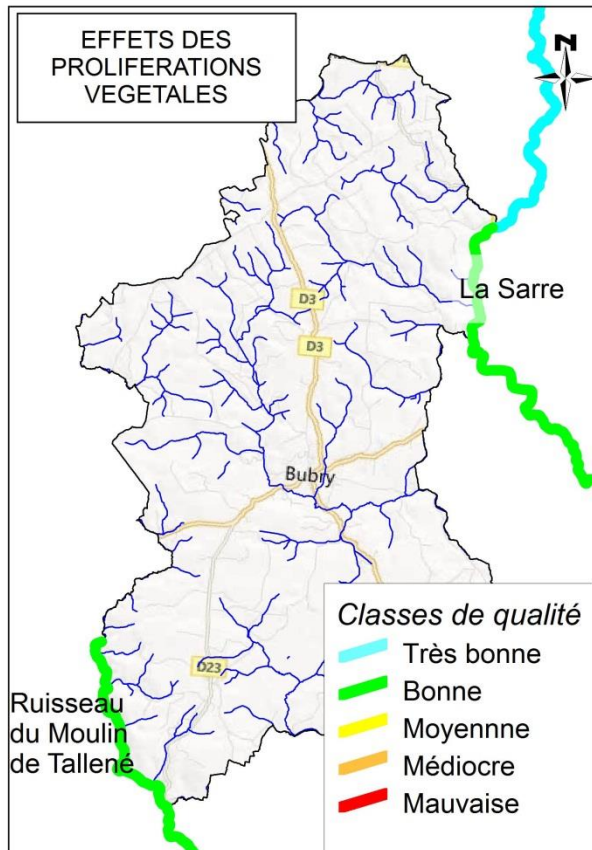 EFFETS DES
PROLIFERATIONS
VEGETALES
N
La Sarre
D3
D3
Bubry
D23
Ruisseau
du Moulin
de Tallené
Classes de qualité
Très bonne
Bonne
Moyennne
Médiocre
Mauvaise